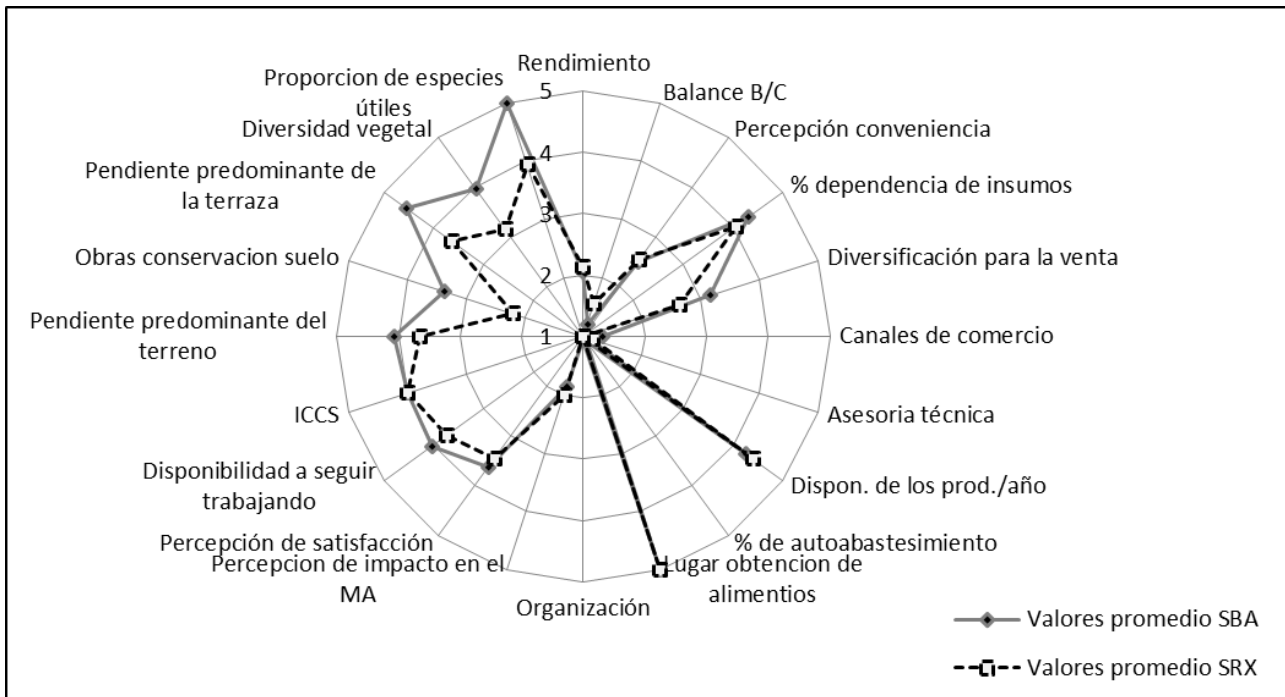 Rendimiento
Proporcion de especies
útiles
Balance B/C
Diversidad vegetal
Percepción conveniencia
Pendiente predominante de
la terraza
% dependencia de insumos
Obras conservacion suelo
Diversificación para la venta
Pendiente predominante del
terreno
Canales de comercio
ICCS
Asesoria técnica
Disponibilidad a seguir
trabajando
Dispon. de los prod./año
Percepción de satisfacción
% de autoabastesimiento
Percepcion de impacto en el
MA
Lugar obtencion de
alimentios
Organización
5
4
3
2
1
Valores promedio SBA
Valores promedio SRX